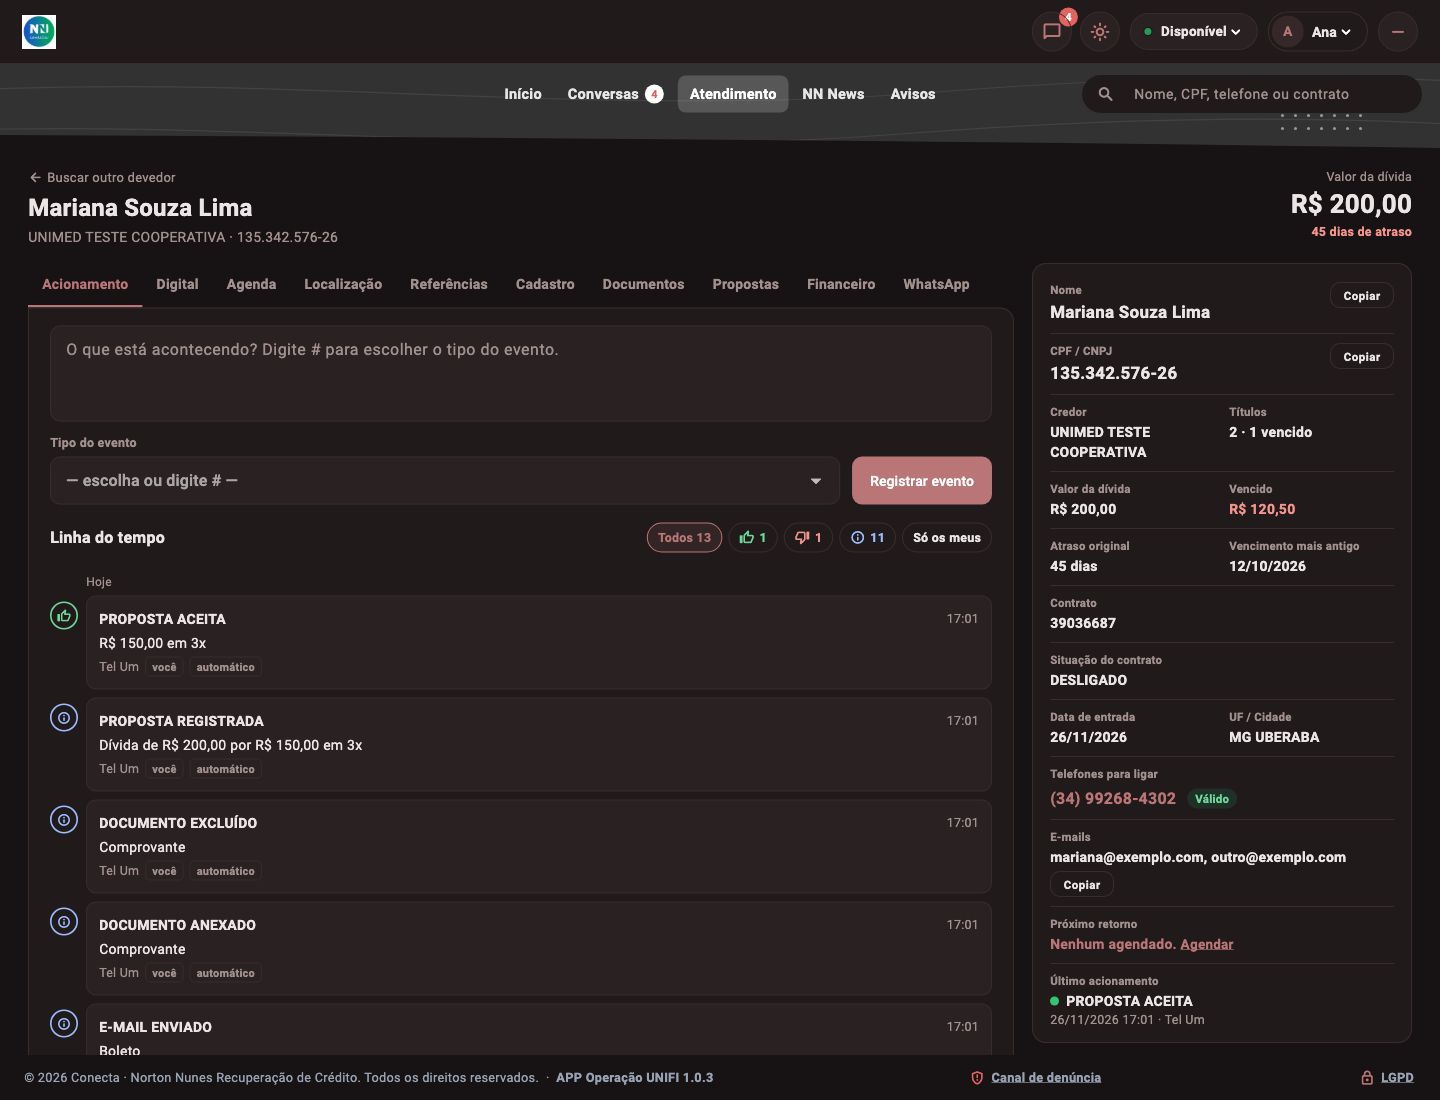 NN
4
Disponível
A
Ana
Início
Conversas 4
Atendimento
NN News
Avisos
Nome, CPF, telefone ou contrato
Buscar outro devedor
Mariana Souza Lima
UNIMED TESTE COOPERATIVA · 135.342.576-26
Valor da dívida
R$ 200,00
45 dias de atraso
Acionamento
Digital
Agenda
Localização
Referências
Cadastro
Documentos
Propostas
Financeiro
WhatsApp
O que está acontecendo? Digite # para escolher o tipo do evento.
Tipo do evento
— escolha ou digite # —
Registrar evento
Linha do tempo
Todos 13
1
1
11
Só os meus
Hoje
PROPOSTA ACEITA
17:01
R$ 150,00 em 3x
Tel Um você automático
PROPOSTA REGISTRADA
17:01
Dívida de R$ 200,00 por R$ 150,00 em 3x
Tel Um você automático
DOCUMENTO EXCLUÍDO
17:01
Comprovante
Tel Um você automático
DOCUMENTO ANEXADO
17:01
Comprovante
Tel Um você automático
E-MAIL ENVIADO
17:01
Boleto
Nome
Mariana Souza Lima
Copiar
CPF / CNPJ
135.342.576-26
Copiar
Credor
UNIMED TESTE
COOPERATIVA
Títulos
2 · 1 vencido
Valor da dívida
R$ 200,00
Vencido
R$ 120,50
Atraso original
45 dias
Vencimento mais antigo
12/10/2026
Contrato
39036687
Situação do contrato
DESLIGADO
Data de entrada
26/11/2026
UF / Cidade
MG UBERABA
Telefones para ligar
(34) 99268-4302 Válido
E-mails
mariana@exemplo.com, outro@exemplo.com
Copiar
Próximo retorno
Nenhum agendado. Agendar
Último acionamento
PROPOSTA ACEITA
26/11/2026 17:01 · Tel Um
© 2026 Conecta · Norton Nunes Recuperação de Crédito. Todos os direitos reservados. · APP Operação UNIFI 1.0.3
Canal de denúncia
LGPD